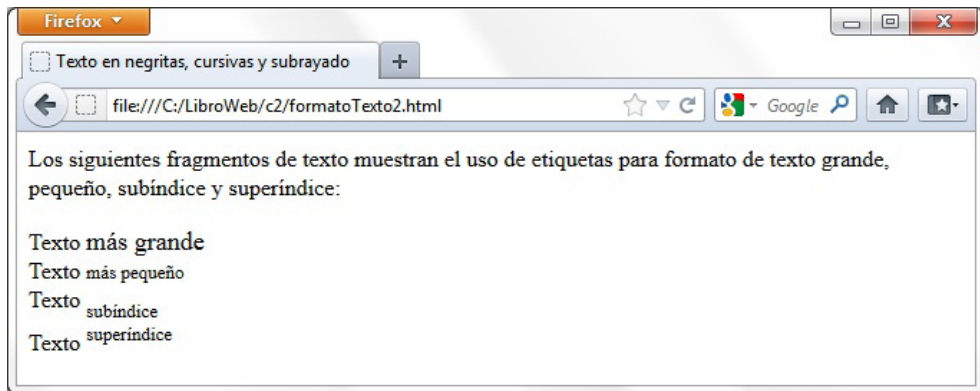 Firefox
Texto en negritas, cursivas y subrayado
file:///C:/LibroWeb/c2/formatoTexto2.html
Google
Los siguientes fragmentos de texto muestran el uso de etiquetas para formato de texto grande,
pequeño, subíndice y superíndice:
Texto más grande
Texto más pequeño
Texto subíndice
Texto superíndice